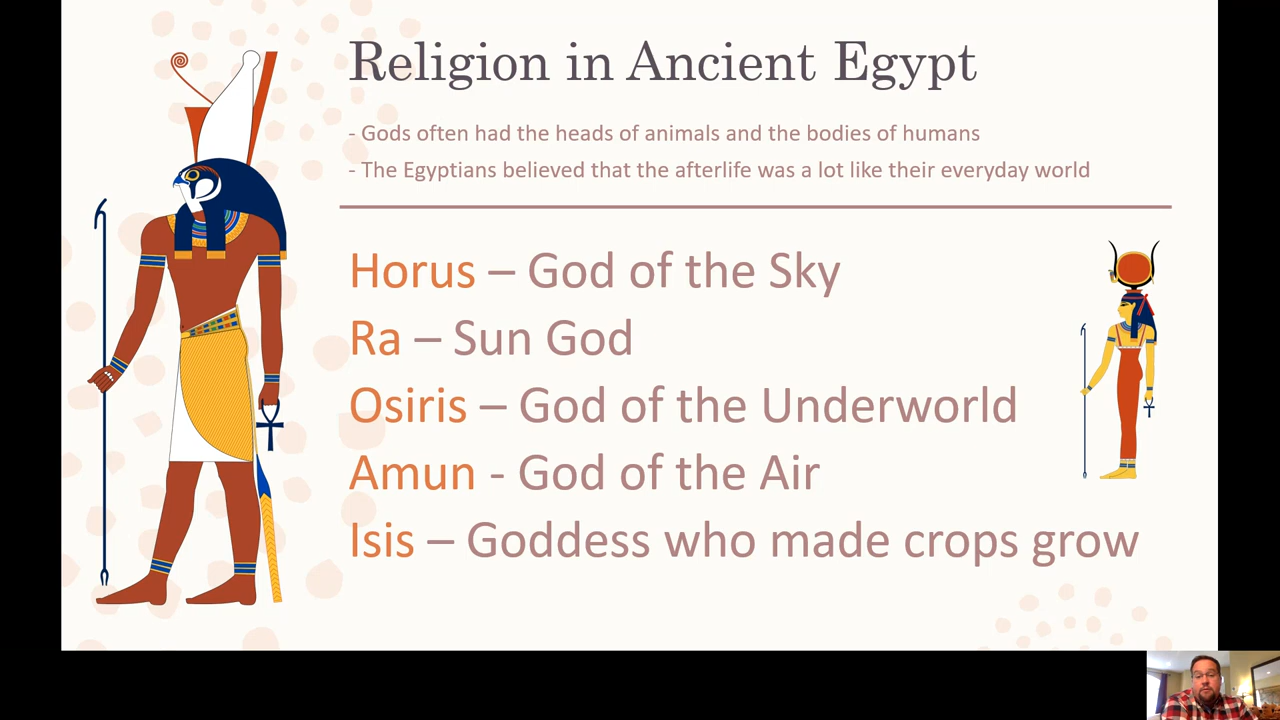 Religion in Ancient Egypt
- Gods often had the heads of animals and the bodies of humans
- The Egyptians believed that the afterlife was a lot like their everyday world
Horus – God of the Sky
Ra – Sun God
Osiris – God of the Underworld
Amun - God of the Air
Isis – Goddess who made crops grow